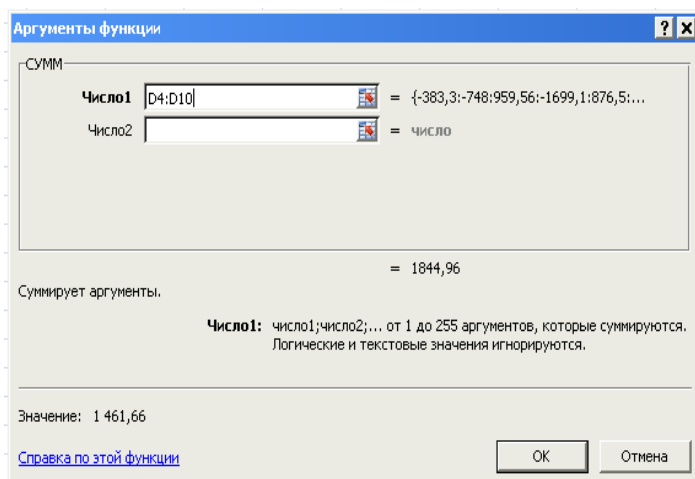 Аргументы функции
СУММ
Число1 D4:D10 = {-383,3:-748:959,56:-1699,1:876,5:...
Число2 = число
= 1844,96
Суммирует аргументы.
Число1: число1;число2;... от 1 до 255 аргументов, которые суммируются.
Логические и текстовые значения игнорируются.
Значение: 1 461,66
Справка по этой функции OK Отмена